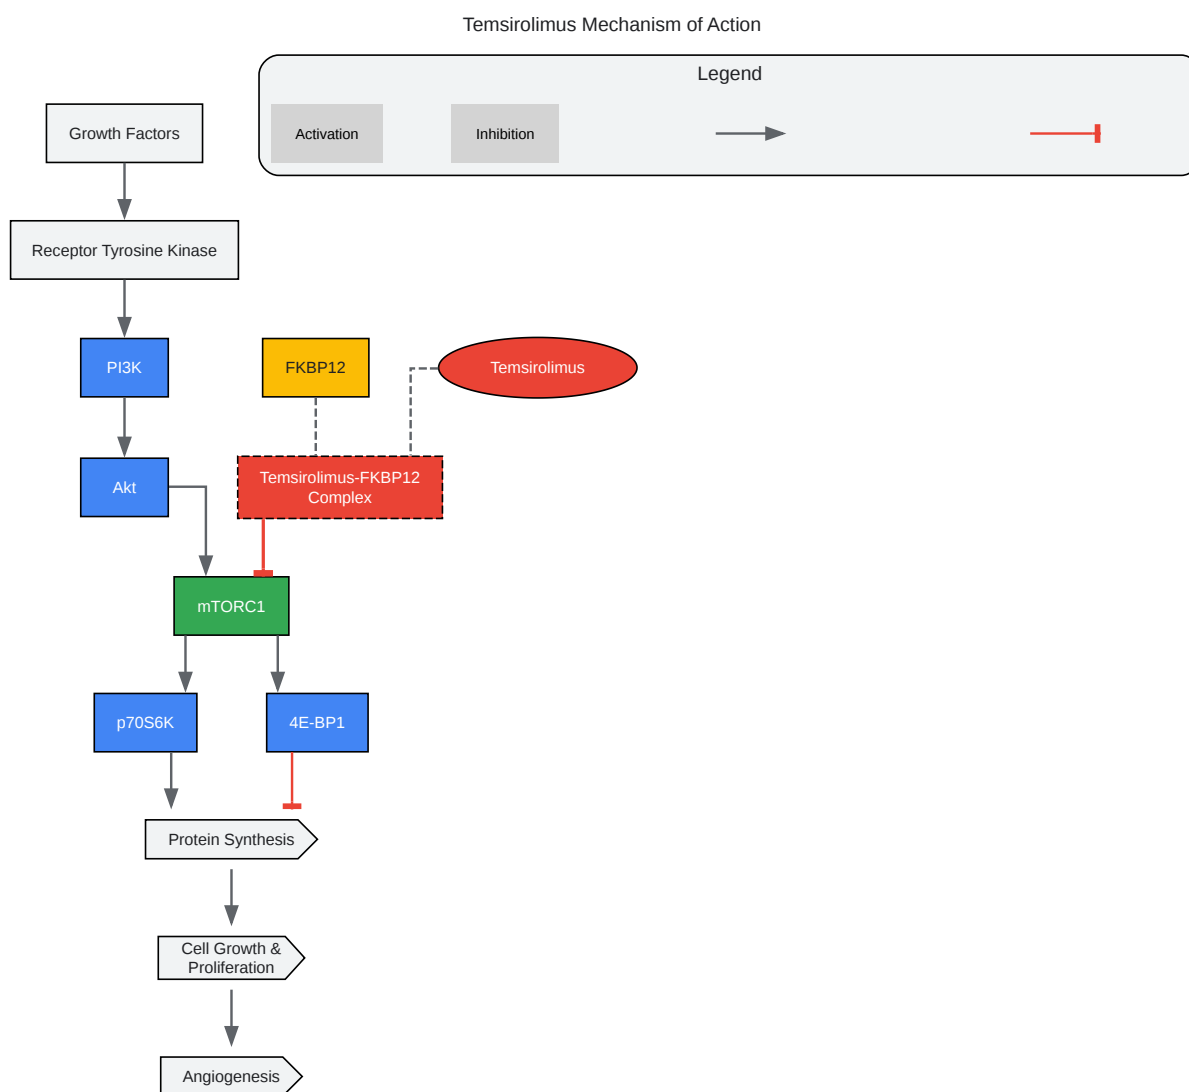 Temsirolimus Mechanism of Action
Legend
Activation
Inhibition
Growth Factors
Receptor Tyrosine Kinase
PI3K
FKBP12
Temsirolimus
Akt
Temsirolimus-FKBP12
Complex
mTORC1
p70S6K
4E-BP1
Protein Synthesis
Cell Growth &
Proliferation
Angiogenesis